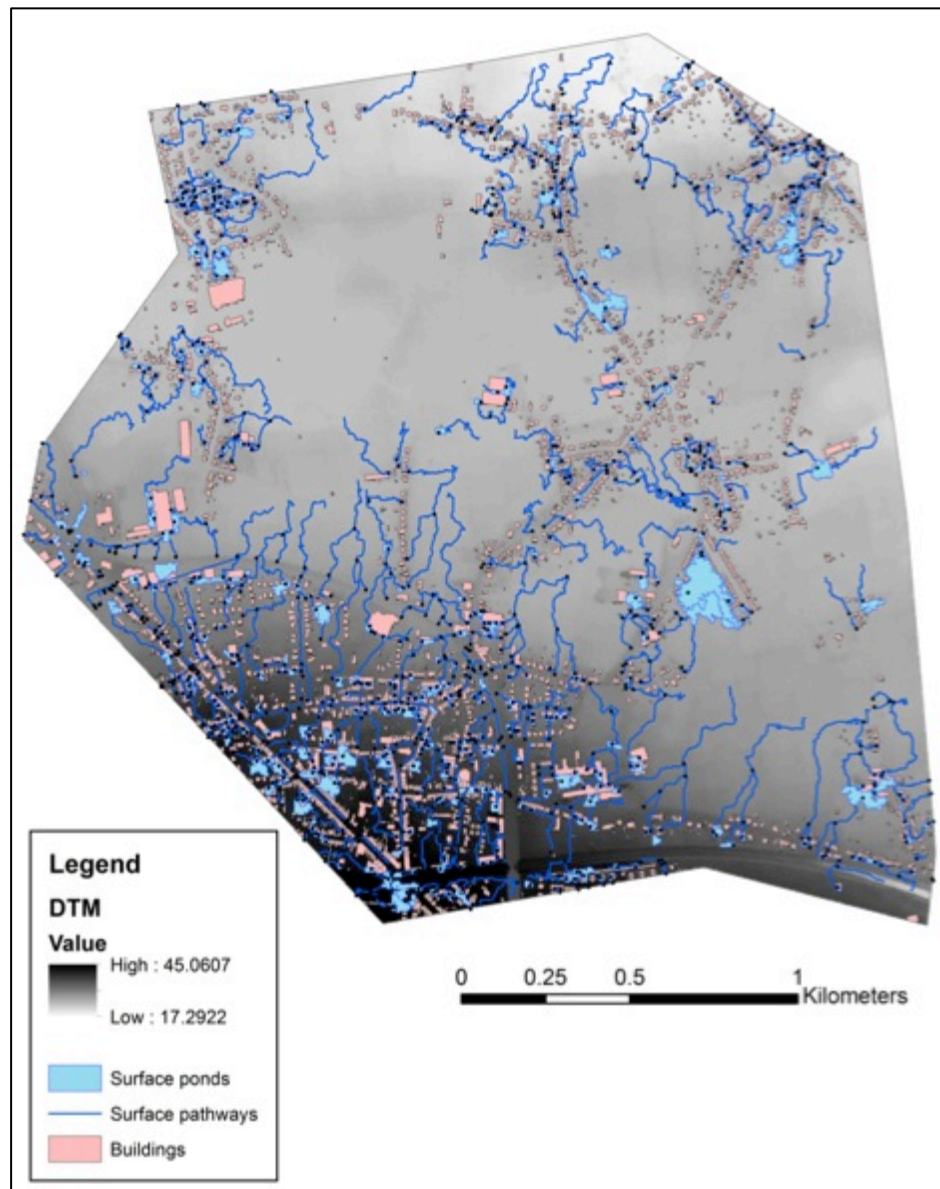 Legend
DTM
Value
High : 45.0607
Low : 17.2922
Surface ponds
Surface pathways
Buildings
0 0.25 0.5 1
Kilometers